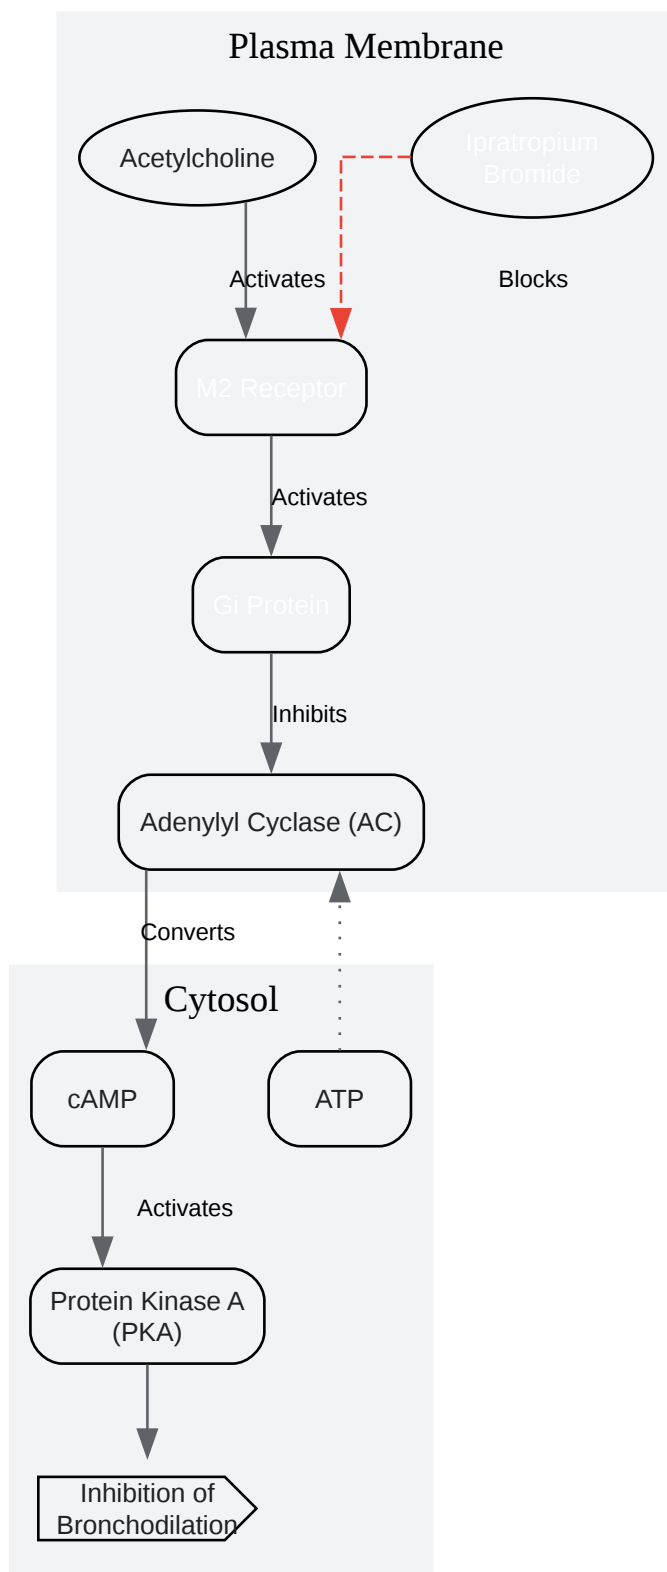 Plasma Membrane
Acetylcholine
Ipratropium
Bromide
Activates
Blocks
M2 Receptor
Activates
Gi Protein
Inhibits
Adenylyl Cyclase (AC)
Converts
Cytosol
cAMP
ATP
Activates
Protein Kinase A
(PKA)
Inhibition of
Bronchodilation